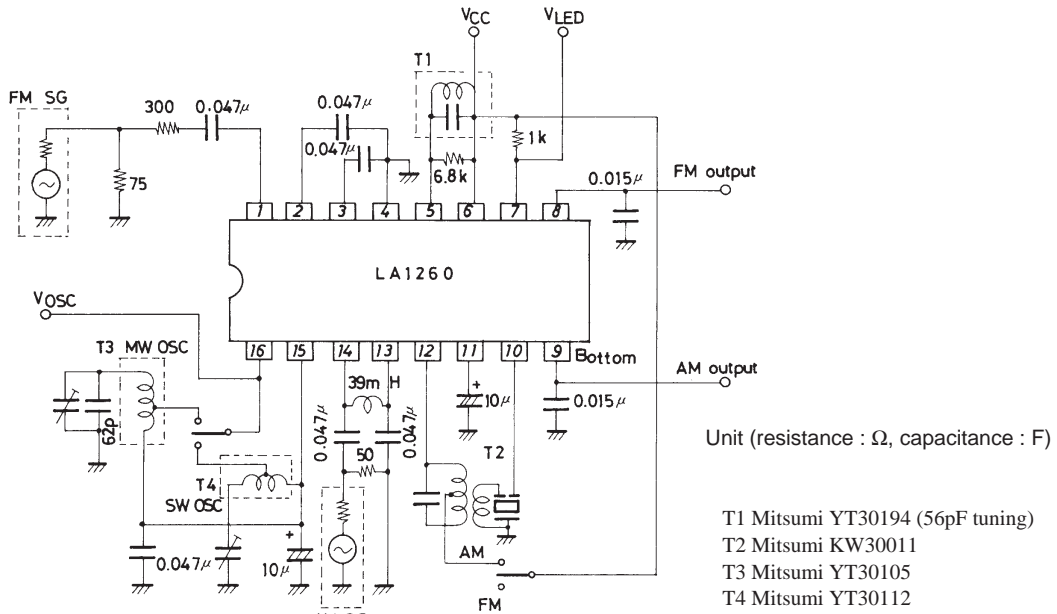 VCC
VLED
T1
FM SG
300
0.047μ
0.047μ
0.047μ
1k
75
6.8k
0.015μ
FM output
1 2 3 4 5 6 7 8
LA1260
VOSC
16 15 14 13 12 11 10 9
Bottom
T3 MW OSC
AM output
39m H
10μ
+
0.015μ
62p
0.047μ
0.047μ
50
T2
Unit (resistance : Ω, capacitance : F)
T4
SW OSC
0.047μ
+
10μ
AM
FM
T1 Mitsumi YT30194 (56pF tuning)
T2 Mitsumi KW30011
T3 Mitsumi YT30105
T4 Mitsumi YT30112